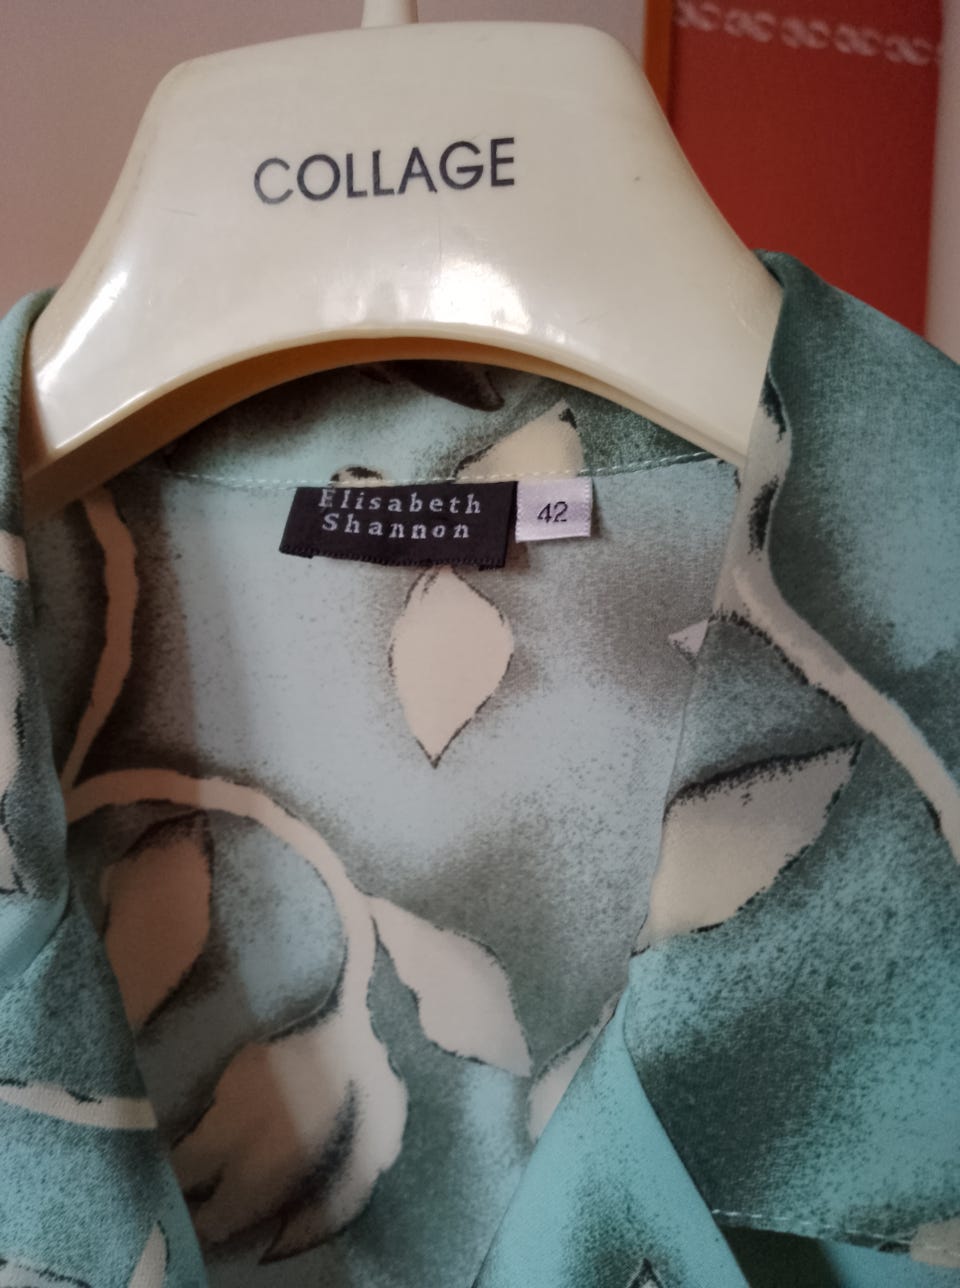 COLLAGE
Elisabeth
Shannon
42